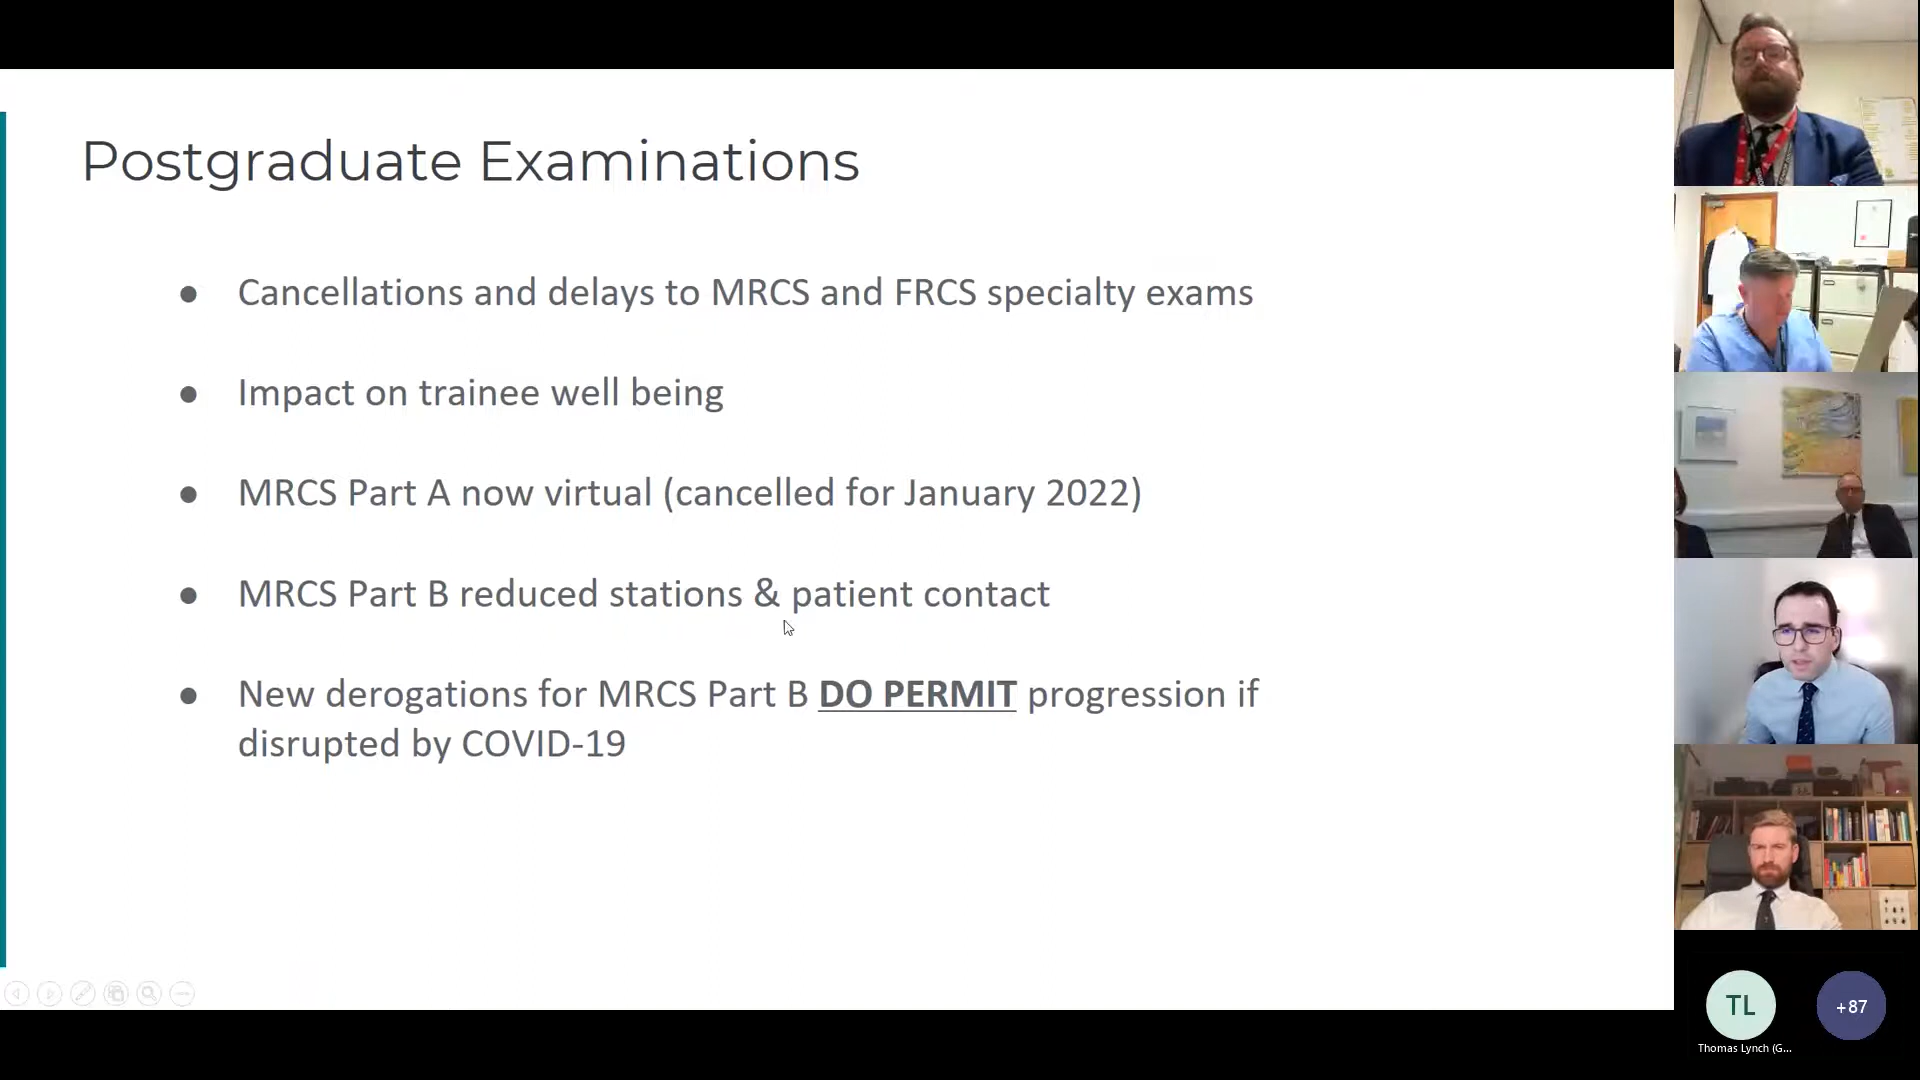 Postgraduate Examinations
● Cancellations and delays to MRCS and FRCS specialty exams
● Impact on trainee well being
● MRCS Part A now virtual (cancelled for January 2022)
● MRCS Part B reduced stations & patient contact
● New derogations for MRCS Part B DO PERMIT progression if
disrupted by COVID-19
TL
+87
Thomas Lynch (G...